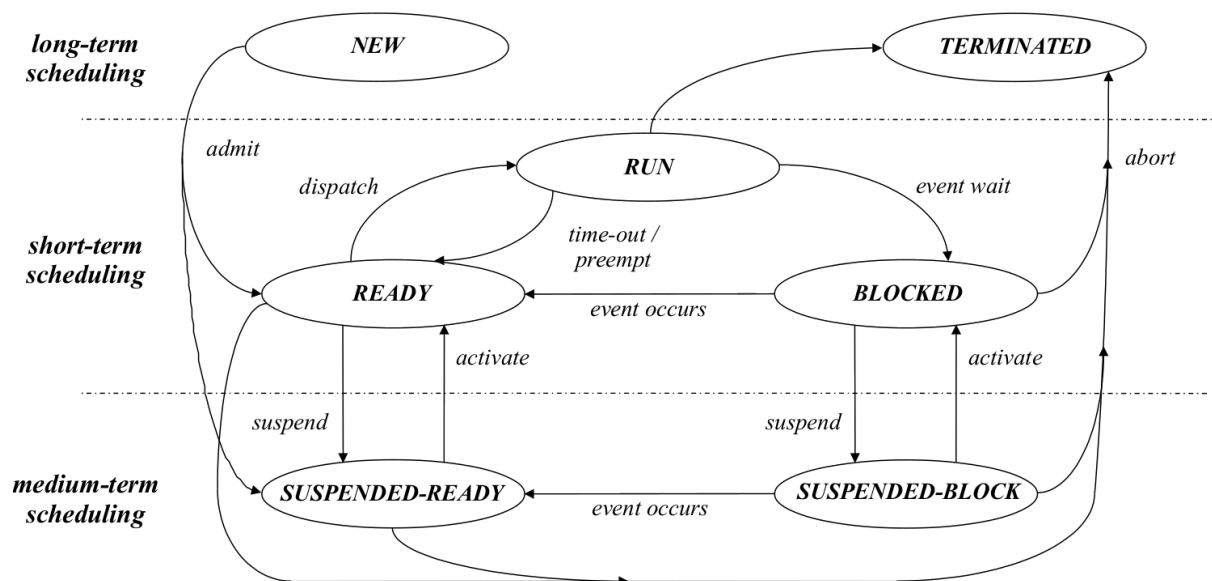 long-term
scheduling
NEW
TERMINATED
admit
dispatch
RUN
event wait
abort
short-term
scheduling
time-out /
preempt
READY
BLOCKED
event occurs
activate
activate
suspend
suspend
medium-term
scheduling
SUSPENDED-READY
SUSPENDED-BLOCK
event occurs